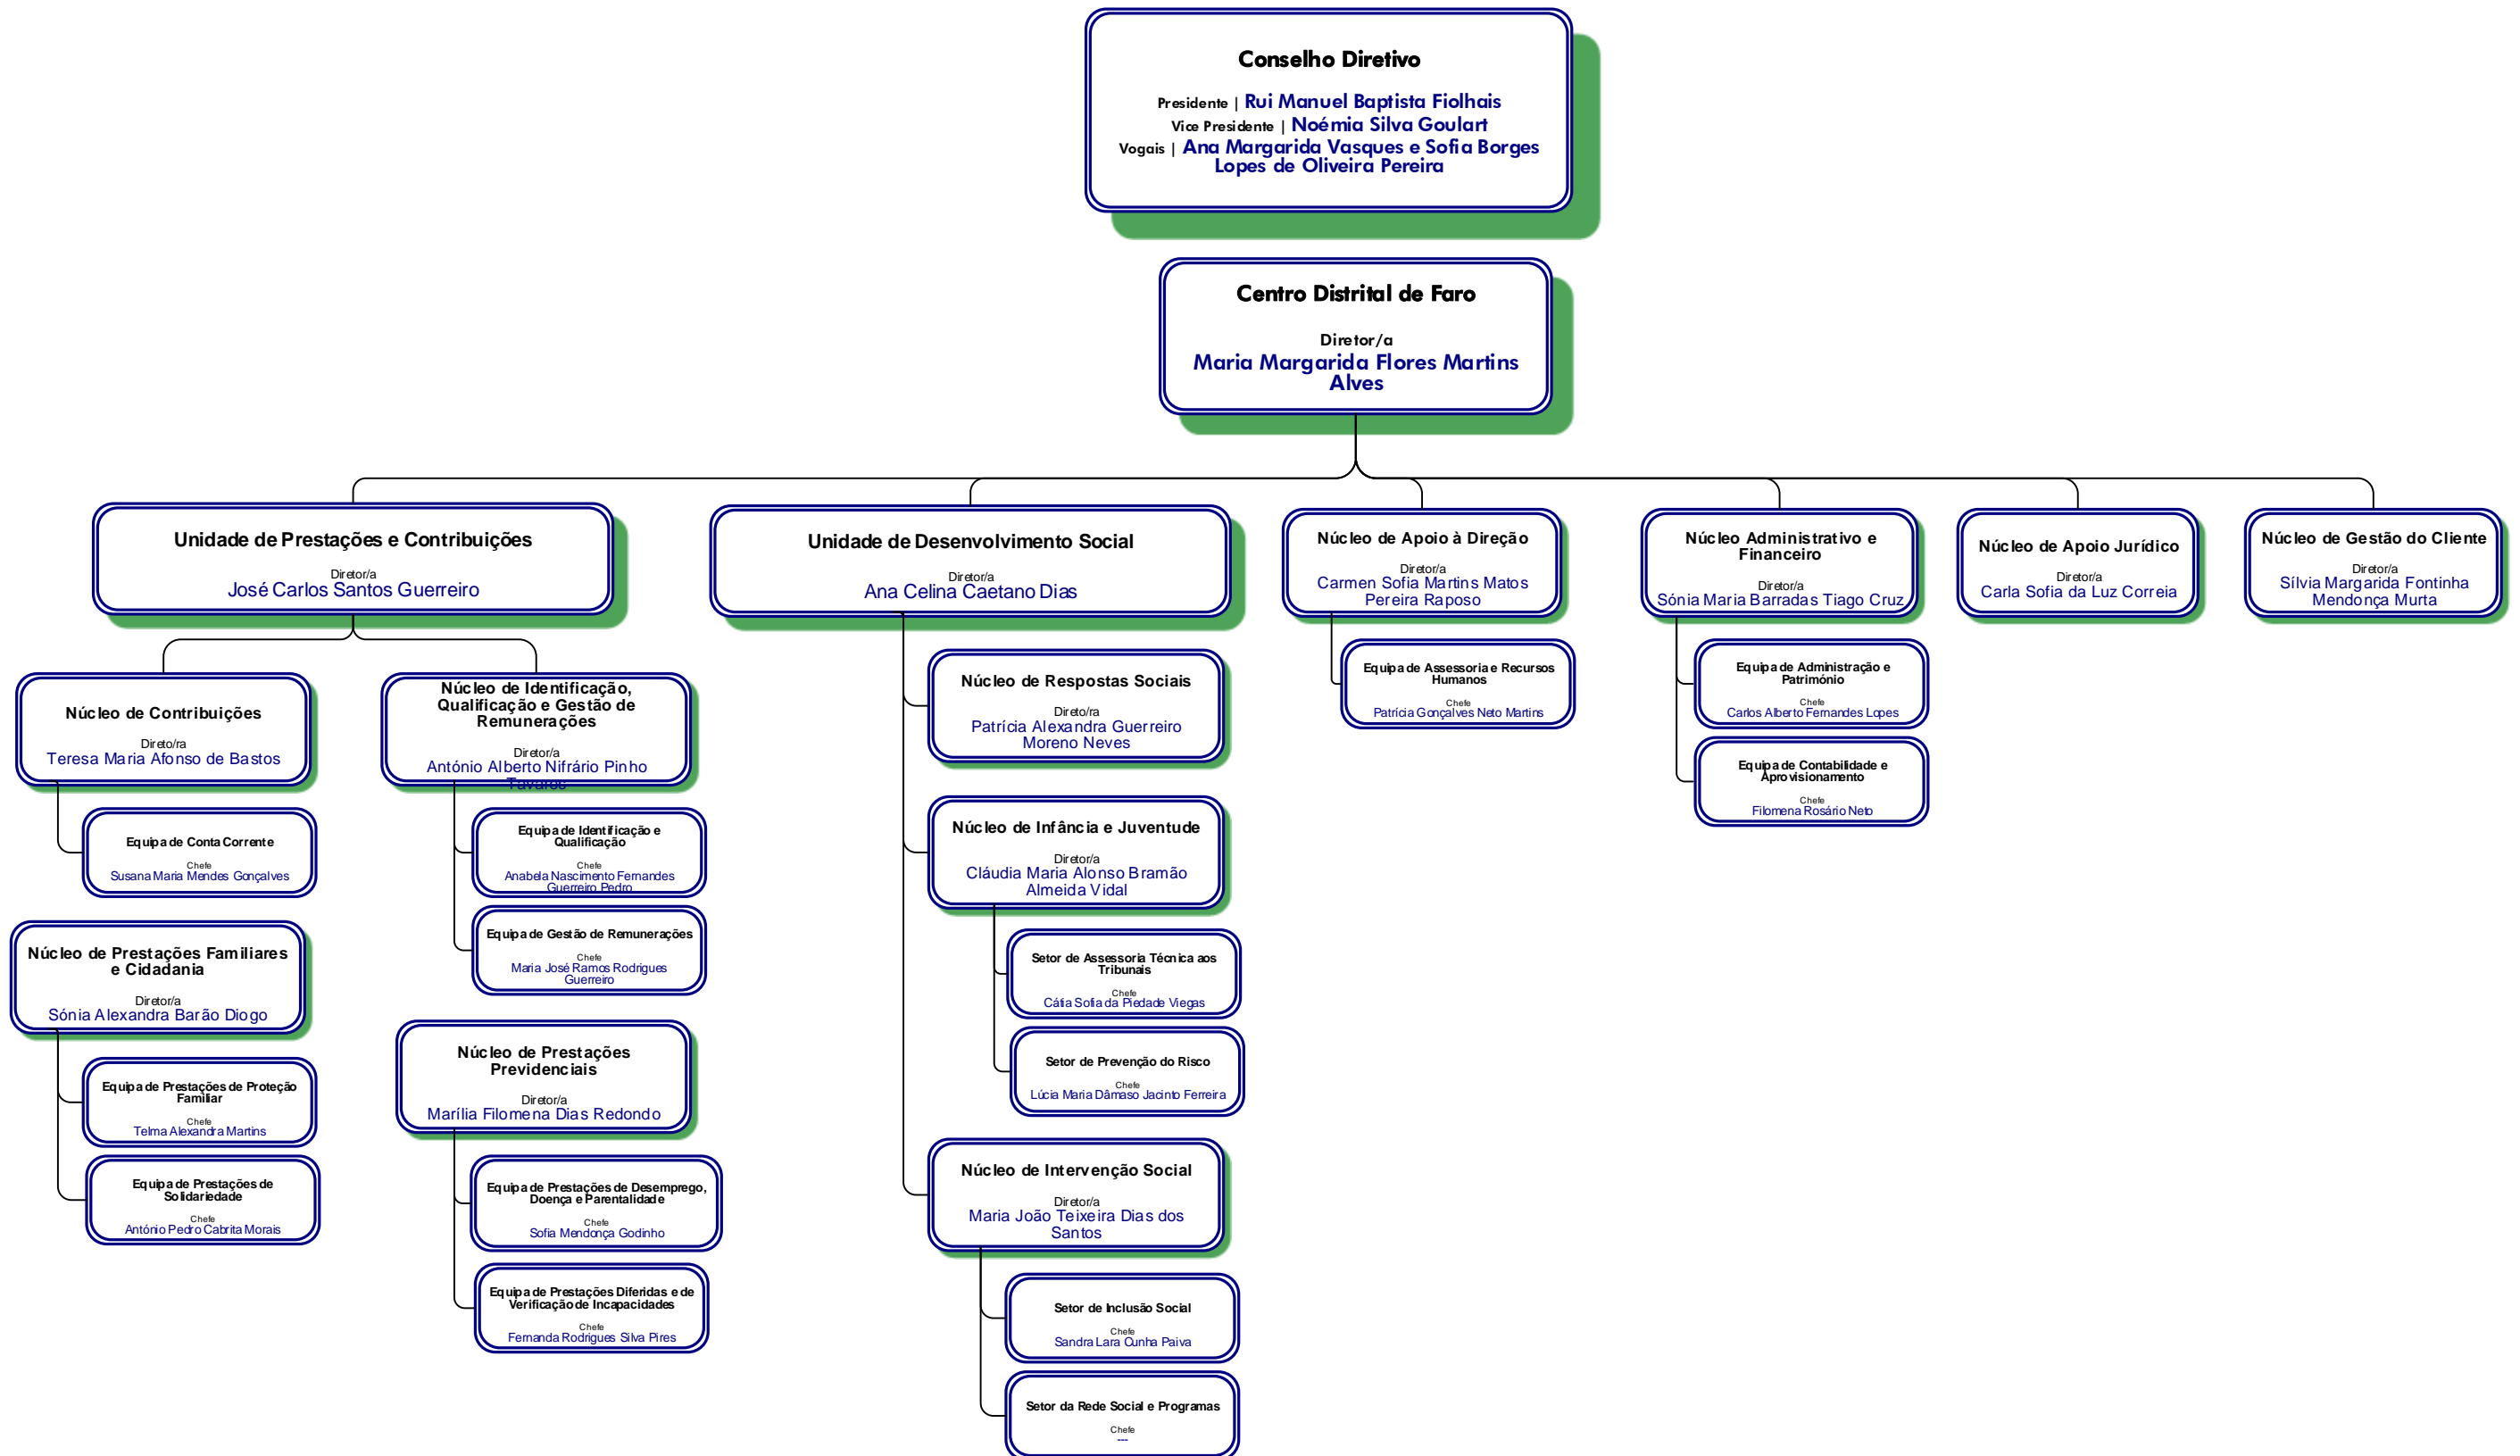 Conselho Diretivo
Presidente | Rui Manuel Baptista Fiolhais
Vice Presidente | Noémia Silva Goulart
Vogais | Ana Margarida Vasques e Sofia Borges
Lopes de Oliveira Pereira
Centro Distrital de Faro
Diretor/a
Maria Margarida Flores Martins
Alves
Unidade de Prestações e Contribuições
Diretor/a
José Carlos Santos Guerreiro
Núcleo de Contribuições
Direto/ra
Teresa Maria Afonso de Bastos
Equipa de Conta Corrente
Chefe
Susana Maria Mendes Gonçalves
Núcleo de Prestações Familiares
e Cidadania
Diretor/a
Sónia Alexandra Barão Diogo
Equipa de Prestações de Proteção
Familiar
Chefe
Telma Alexandra Martins
Equipa de Prestações de
Solidariedade
Chefe
António Pedro Cabrita Morais
Núcleo de Identificação,
Qualificação e Gestão de
Remunerações
Diretor/a
António Alberto Nifrário Pinho
Tavares
Equipa de Identificação e
Qualificação
Chefe
Anabela Nascimento Fernandes
Guerreiro Pedro
Equipa de Gestão de Remunerações
Chefe
Maria José Ramos Rodrigues
Guerreiro
Núcleo de Prestações
Previdenciais
Diretor/a
Marília Filomena Dias Redondo
Equipa de Prestações de Desemprego,
Doença e Parentalidade
Chefe
Sofia Mendonça Godinho
Equipa de Prestações Diferidas e de
Verificação de Incapacidades
Chefe
Fernanda Rodrigues Silva Pires
Unidade de Desenvolvimento Social
Diretor/a
Ana Celina Caetano Dias
Núcleo de Respostas Sociais
Direto/ra
Patrícia Alexandra Guerreiro
Moreno Neves
Núcleo de Infância e Juventude
Diretor/a
Cláudia Maria Alonso Bramão
Almeida Vidal
Setor de Assessoria Técnica aos
Tribunais
Chefe
Cátia Sofia da Piedade Viegas
Setor de Prevenção do Risco
Chefe
Lúcia Maria Dâmaso Jacinto Ferreira
Núcleo de Intervenção Social
Diretor/a
Maria João Teixeira Dias dos
Santos
Setor de Inclusão Social
Chefe
Sandra Lara Cunha Paiva
Setor da Rede Social e Programas
Chefe
---
Núcleo de Apoio à Direção
Diretor/a
Carmen Sofia Martins Matos
Pereira Raposo
Equipa de Assessoria e Recursos
Humanos
Chefe
Patrícia Gonçalves Neto Martins
Núcleo Administrativo e
Financeiro
Diretor/a
Sónia Maria Barradas Tiago Cruz
Equipa de Administração e
Património
Chefe
Carlos Alberto Fernandes Lopes
Equipa de Contabilidade e
Aprovisionamento
Chefe
Filomena Rosário Neto
Núcleo de Apoio Jurídico
Diretor/a
Carla Sofia da Luz Correia
Núcleo de Gestão do Cliente
Diretor/a
Sílvia Margarida Fontinha
Mendonça Murta